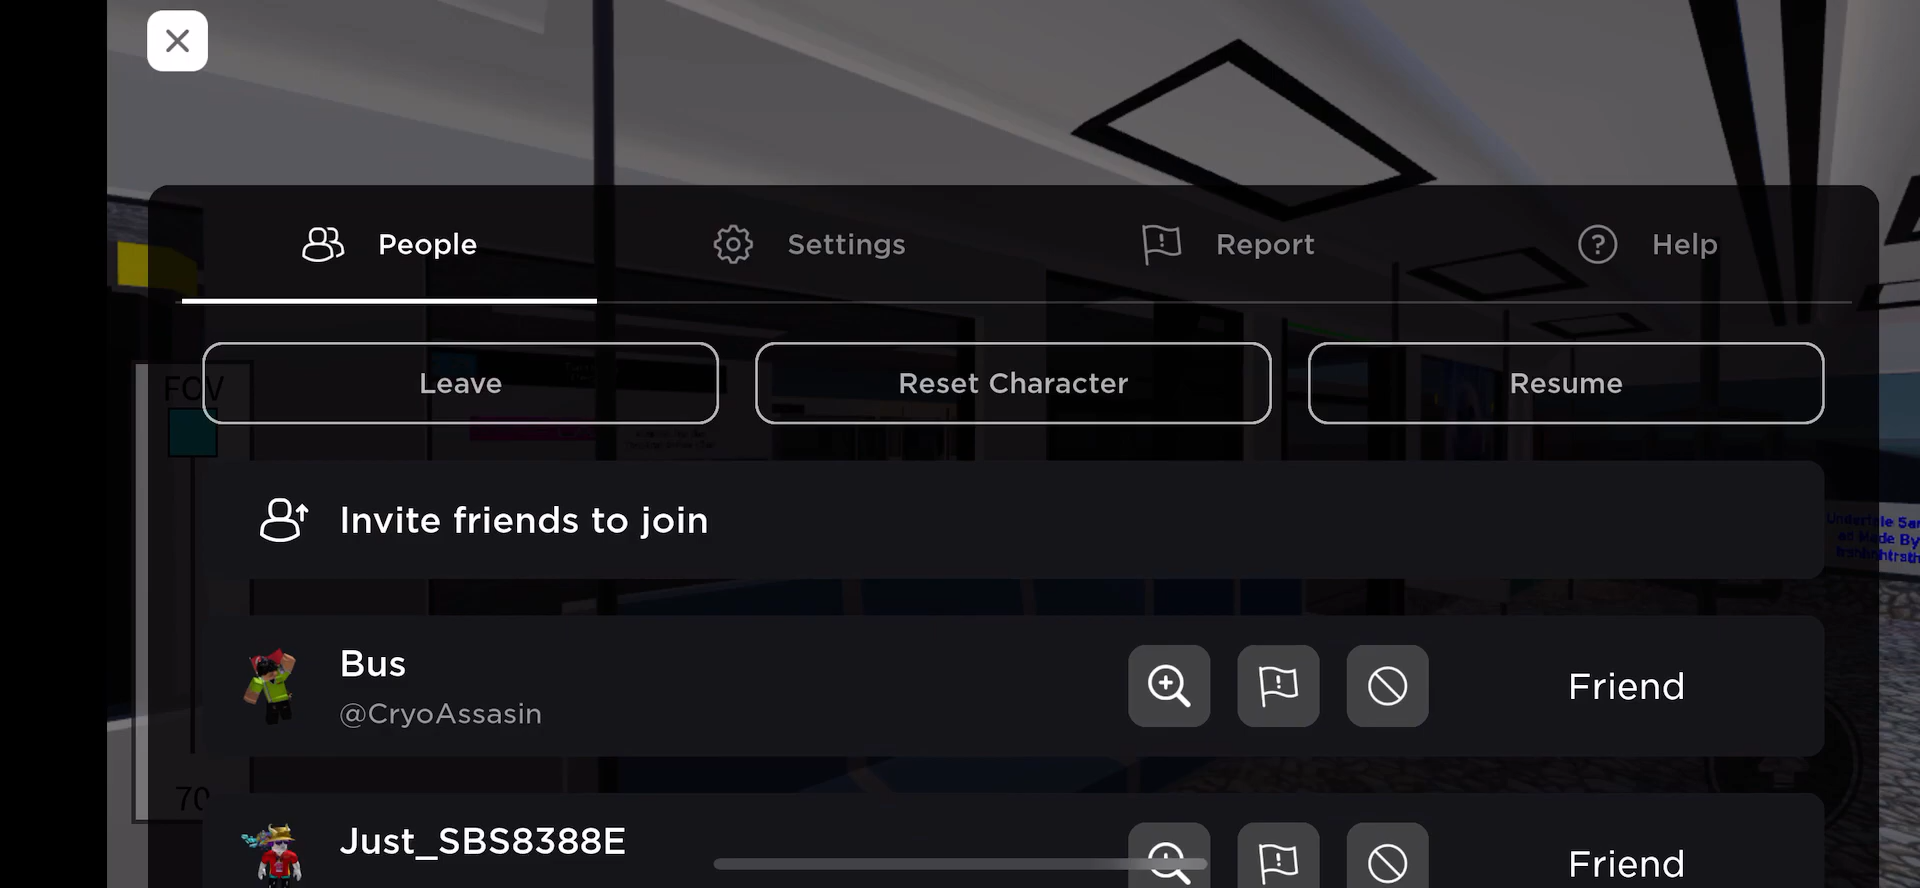 People
Settings
Report
Help
FOV
Leave
Reset Character
Resume
Invite friends to join
Bus
@CryoAssasin
Friend
70
Just_SBS8388E
Friend